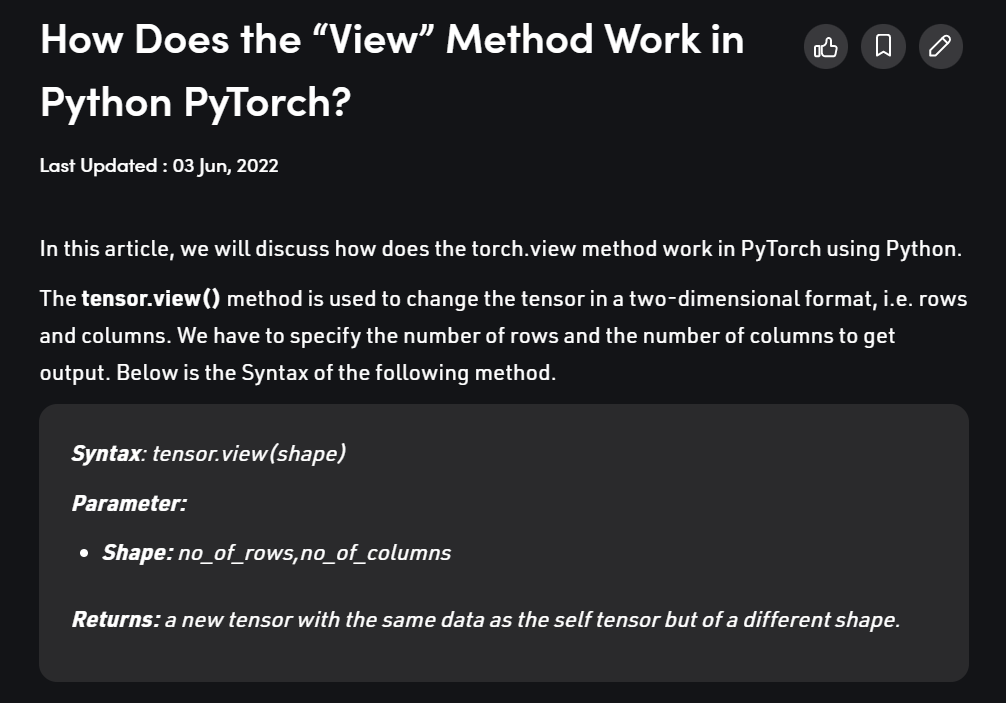 How Does the “View” Method Work in
Python PyTorch?
Last Updated : 03 Jun, 2022
In this article, we will discuss how does the torch.view method work in PyTorch using Python.
The tensor.view() method is used to change the tensor in a two-dimensional format, i.e. rows
and columns. We have to specify the number of rows and the number of columns to get
output. Below is the Syntax of the following method.
Syntax: tensor.view(shape)
Parameter:
• Shape: no_of_rows,no_of_columns
Returns: a new tensor with the same data as the self tensor but of a different shape.